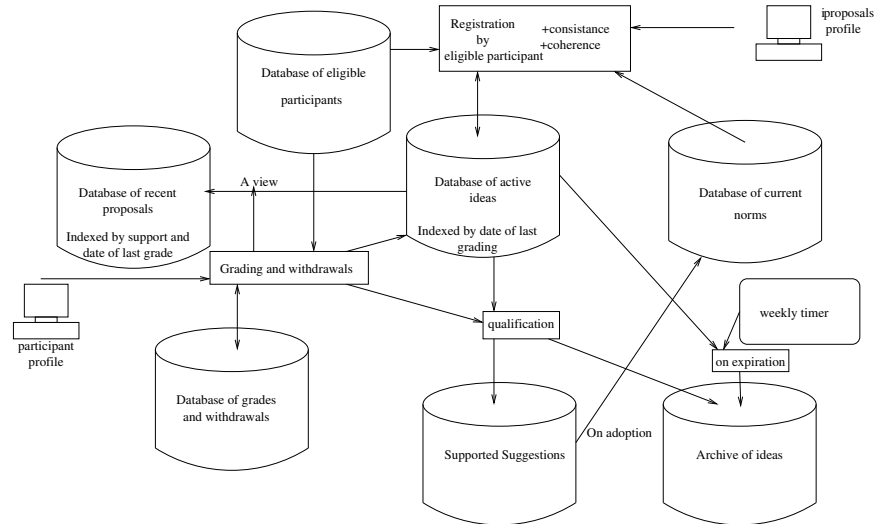 Registration
by
eligible participant
+consistance
+coherence
iproposals
profile
Database of eligible
participants
A view
Database of recent
proposals
Indexed by support and
date of last grade
Database of active
ideas
Indexed by date of last
grading
Database of current
norms
Grading and withdrawals
participant
profile
qualification
weekly timer
on expiration
Database of grades
and withdrawals
On adoption
Supported Suggestions
Archive of ideas